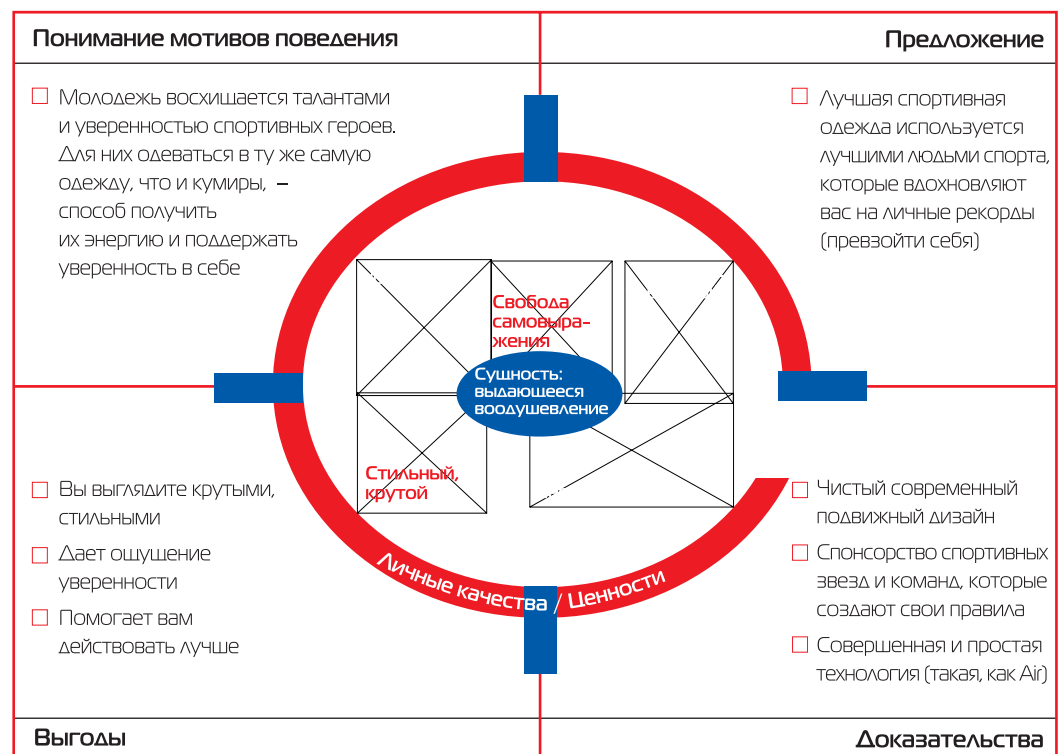 Понимание мотивов поведения
Предложение
Молодежь восхищается талантами
и уверенностью спортивных героев.
Для них одеваться в ту же самую
одежду, что и кумиры, –
способ получить
их энергию и поддержать
уверенность в себе
Лучшая спортивная
одежда используется
лучшими людьми спорта,
которые вдохновляют
вас на личные рекорды
(превзойти себя)
Свобода
самовыра-
жения
Сущность:
выдающееся
воодушевление
Стильный,
крутой
Личные качества / Ценности
Вы выглядите крутыми,
стильными
Дает ощущение
уверенности
Помогает вам
действовать лучше
Чистый современный
подвижный дизайн
Спонсорство спортивных
звезд и команд, которые
создают свои правила
Совершенная и простая
технология (такая, как Air)
Выгоды
Доказательства